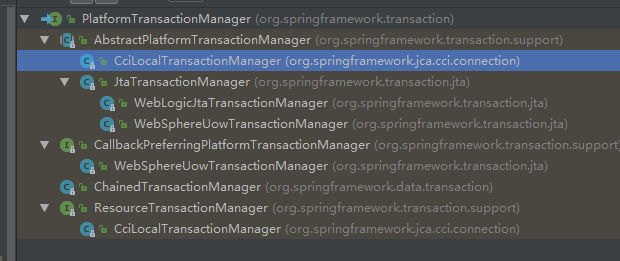 PlatformTransactionManager (org.springframework.transaction)
AbstractPlatformTransactionManager (org.springframework.transaction.support)
CciLocalTransactionManager (org.springframework.jca.cci.connection)
JtaTransactionManager (org.springframework.transaction.jta)
WebLogicJtaTransactionManager (org.springframework.transaction.jta)
WebSphereUowTransactionManager (org.springframework.transaction.jta)
CallbackPreferringPlatformTransactionManager (org.springframework.transaction.support)
WebSphereUowTransactionManager (org.springframework.transaction.jta)
ChainedTransactionManager (org.springframework.data.transaction)
ResourceTransactionManager (org.springframework.transaction.support)
CciLocalTransactionManager (org.springframework.jca.cci.connection)